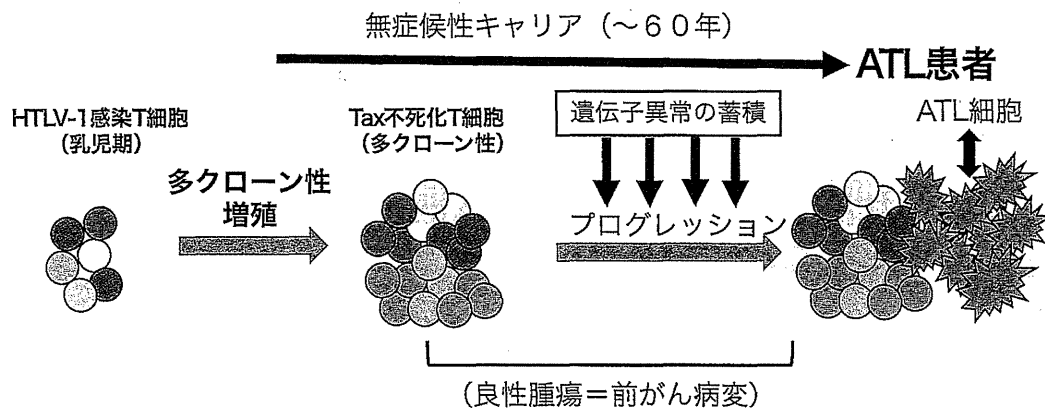 無症候性キャリア（～６０年）
ATL患者
HTLV-1感染T細胞
(乳児期)
Tax不死化T細胞
(多クローン性)
遺伝子異常の蓄積
ATL細胞
多クローン性
増殖
プログレッション
（良性腫瘍＝前がん病変）